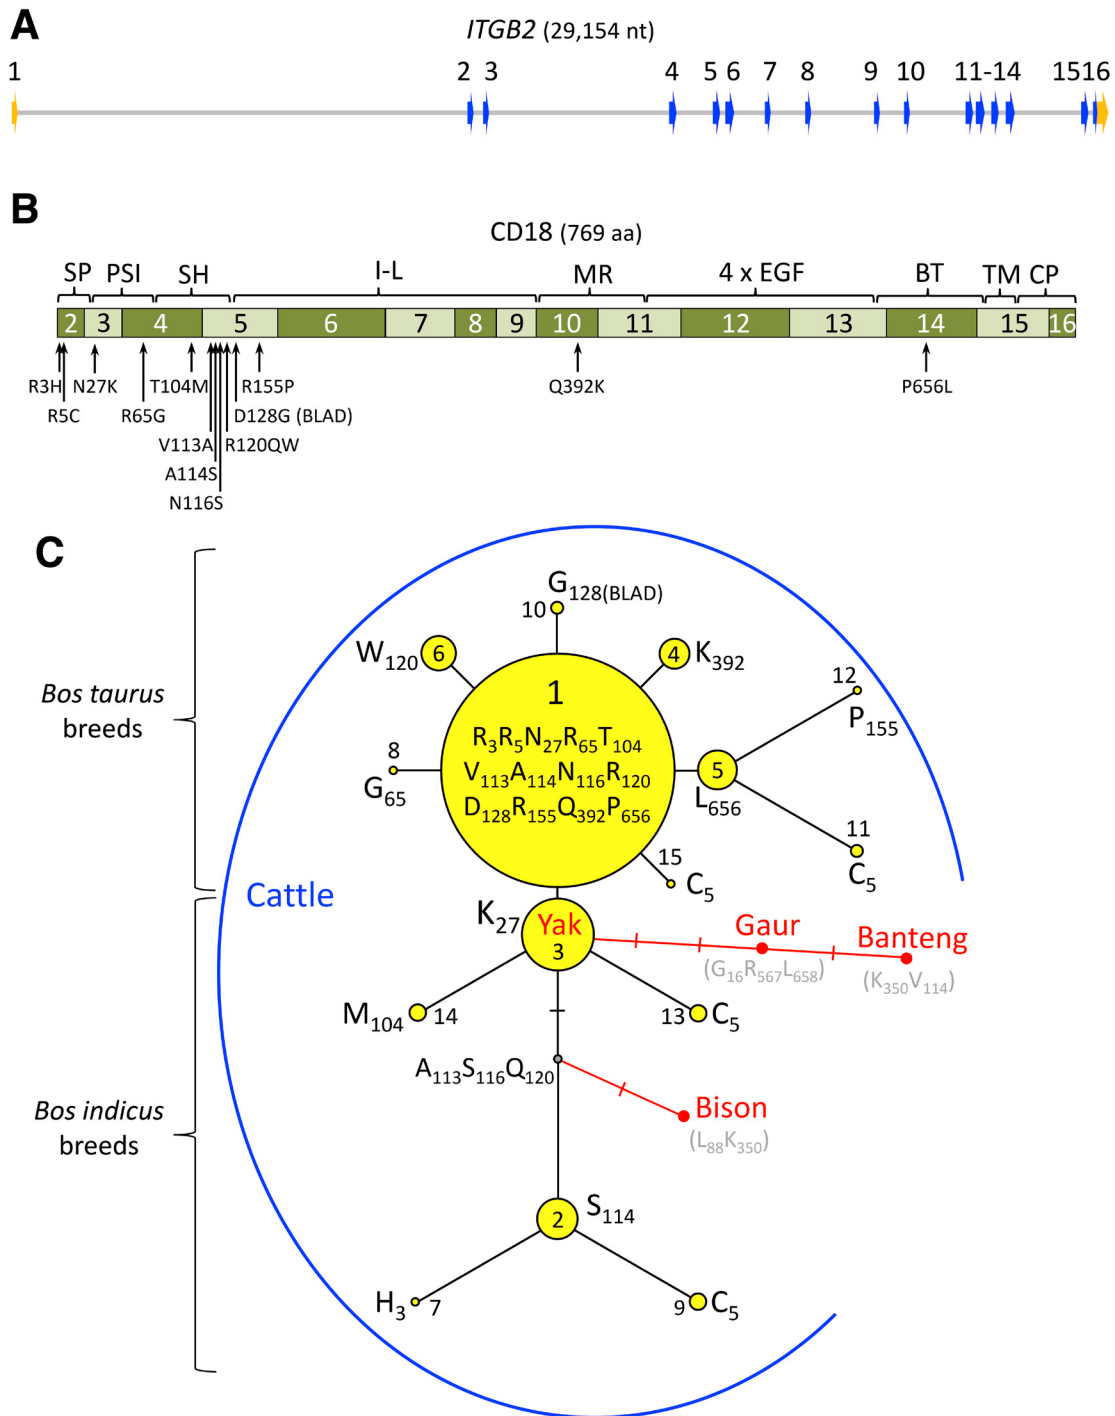 A
ITGB2 (29,154 nt)
1 2 3 4 5 6 7 8 9 10 11-14 15 16
B
CD18 (769 aa)
SP PSI SH I-L MR 4 x EGF BT TM CP
2 3 4 5 6 7 8 9 10 11 12 13 14 15 16
R3H N27K T104M R155P Q392K P656L
R5C R65G D128G (BLAD)
V113A R120QW
A114S
N116S
C
G128(BLAD)
10
W120 6 4 K392
1
12
P155
Bos taurus
breeds
R3R5N27R65T104
V113A114N116R120
D128R155Q392P656
8
G65
5
L656
11
C5
15
C5
Cattle
K27 Yak
3
Gaur
(G16R567L658)
Banteng
(K350V114)
M104 14 13 C5
A113S116Q120
Bison
(L88K350)
Bos indicus
breeds
2 S114
H3 7 9 C5